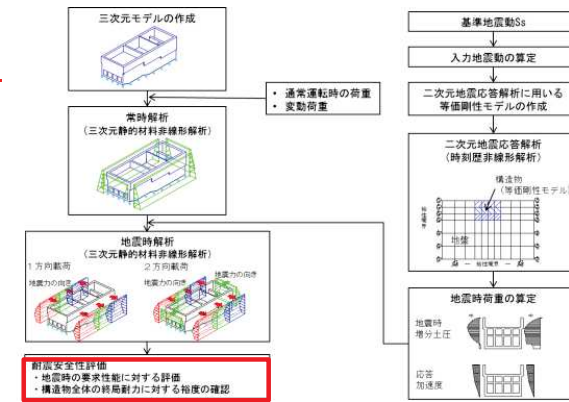 三次元モデルの作成
・ 通常運転時の荷重
・ 変動荷重
常時解析
(三次元静的材料非線形解析)
地震時解析
(三次元静的材料非線形解析)
1方向載荷
2方向載荷
地震力の向き
地震力の向き
地震力の向き
耐震安全性評価
・地震時の要求性能に対する評価
・構造物全体の終局耐力に対する裕度の確認
基準地震動Ss
入力地震動の算定
二次元地震応答解析に用いる
等価剛性モデルの作成
二次元地震応答解析
(時刻歴非線形解析)
構造物
(等価剛性モデル)
地盤
粘性境界
粘性境界
地震時荷重の算定
地震時
増分土圧
応答
加速度